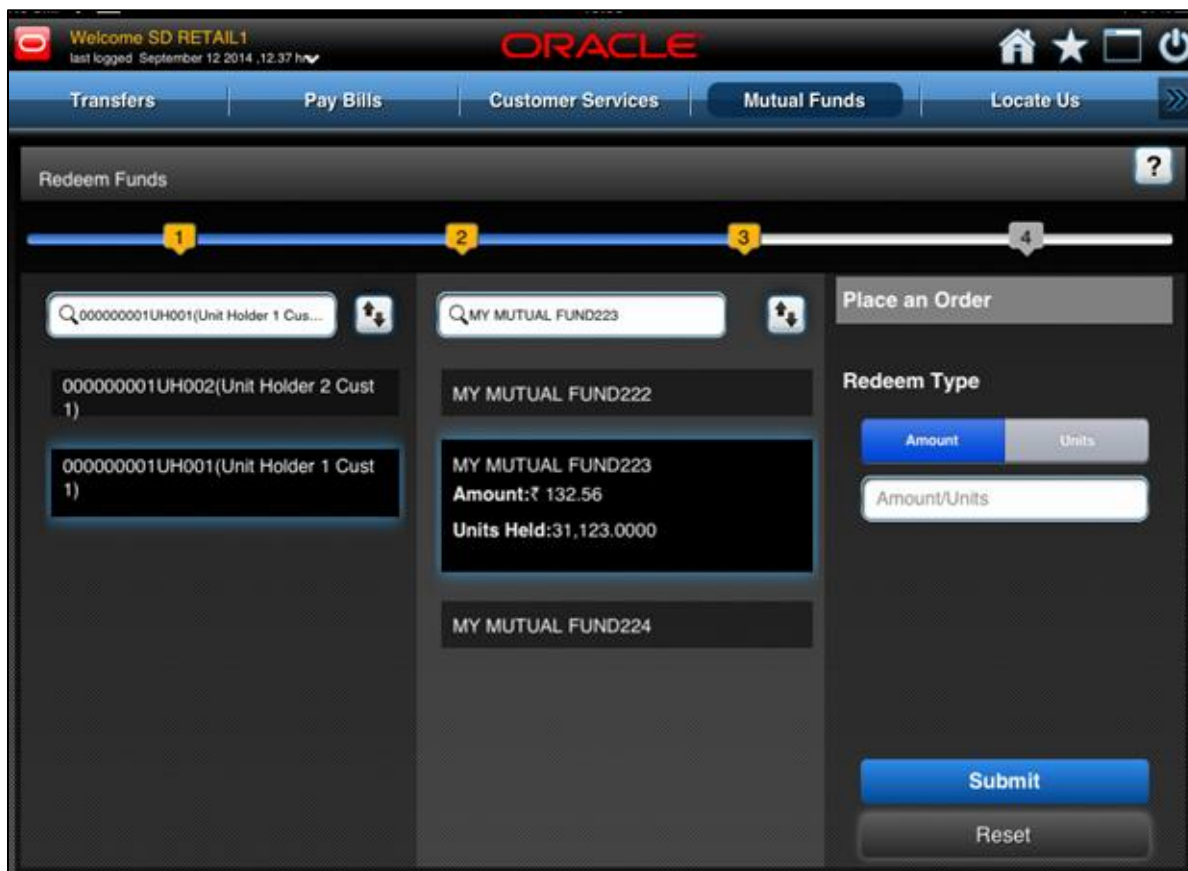 Welcome SD RETAIL1
last logged September 12 2014 ,12.37 hr
ORACLE
Transfers
Pay Bills
Customer Services
Mutual Funds
Locate Us
Redeem Funds
?
1
2
3
4
000000001UH001(Unit Holder 1 Cus...
000000001UH002(Unit Holder 2 Cust
1)
000000001UH001(Unit Holder 1 Cust
1)
MY MUTUAL FUND223
MY MUTUAL FUND222
MY MUTUAL FUND223
Amount:₹ 132.56
Units Held:31,123.0000
MY MUTUAL FUND224
Place an Order
Redeem Type
Amount
Units
Amount/Units
Submit
Reset